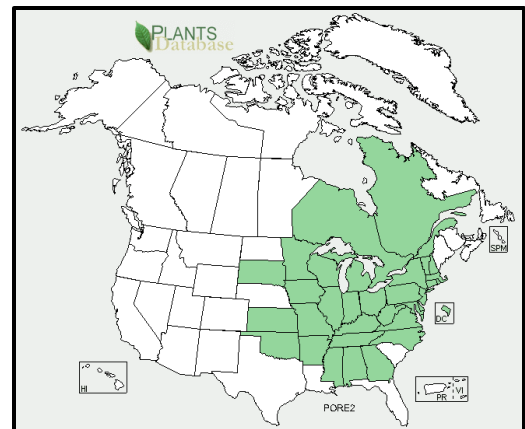 PLANTS
Database
SPM
DC
HI
PR
VI
PORE2